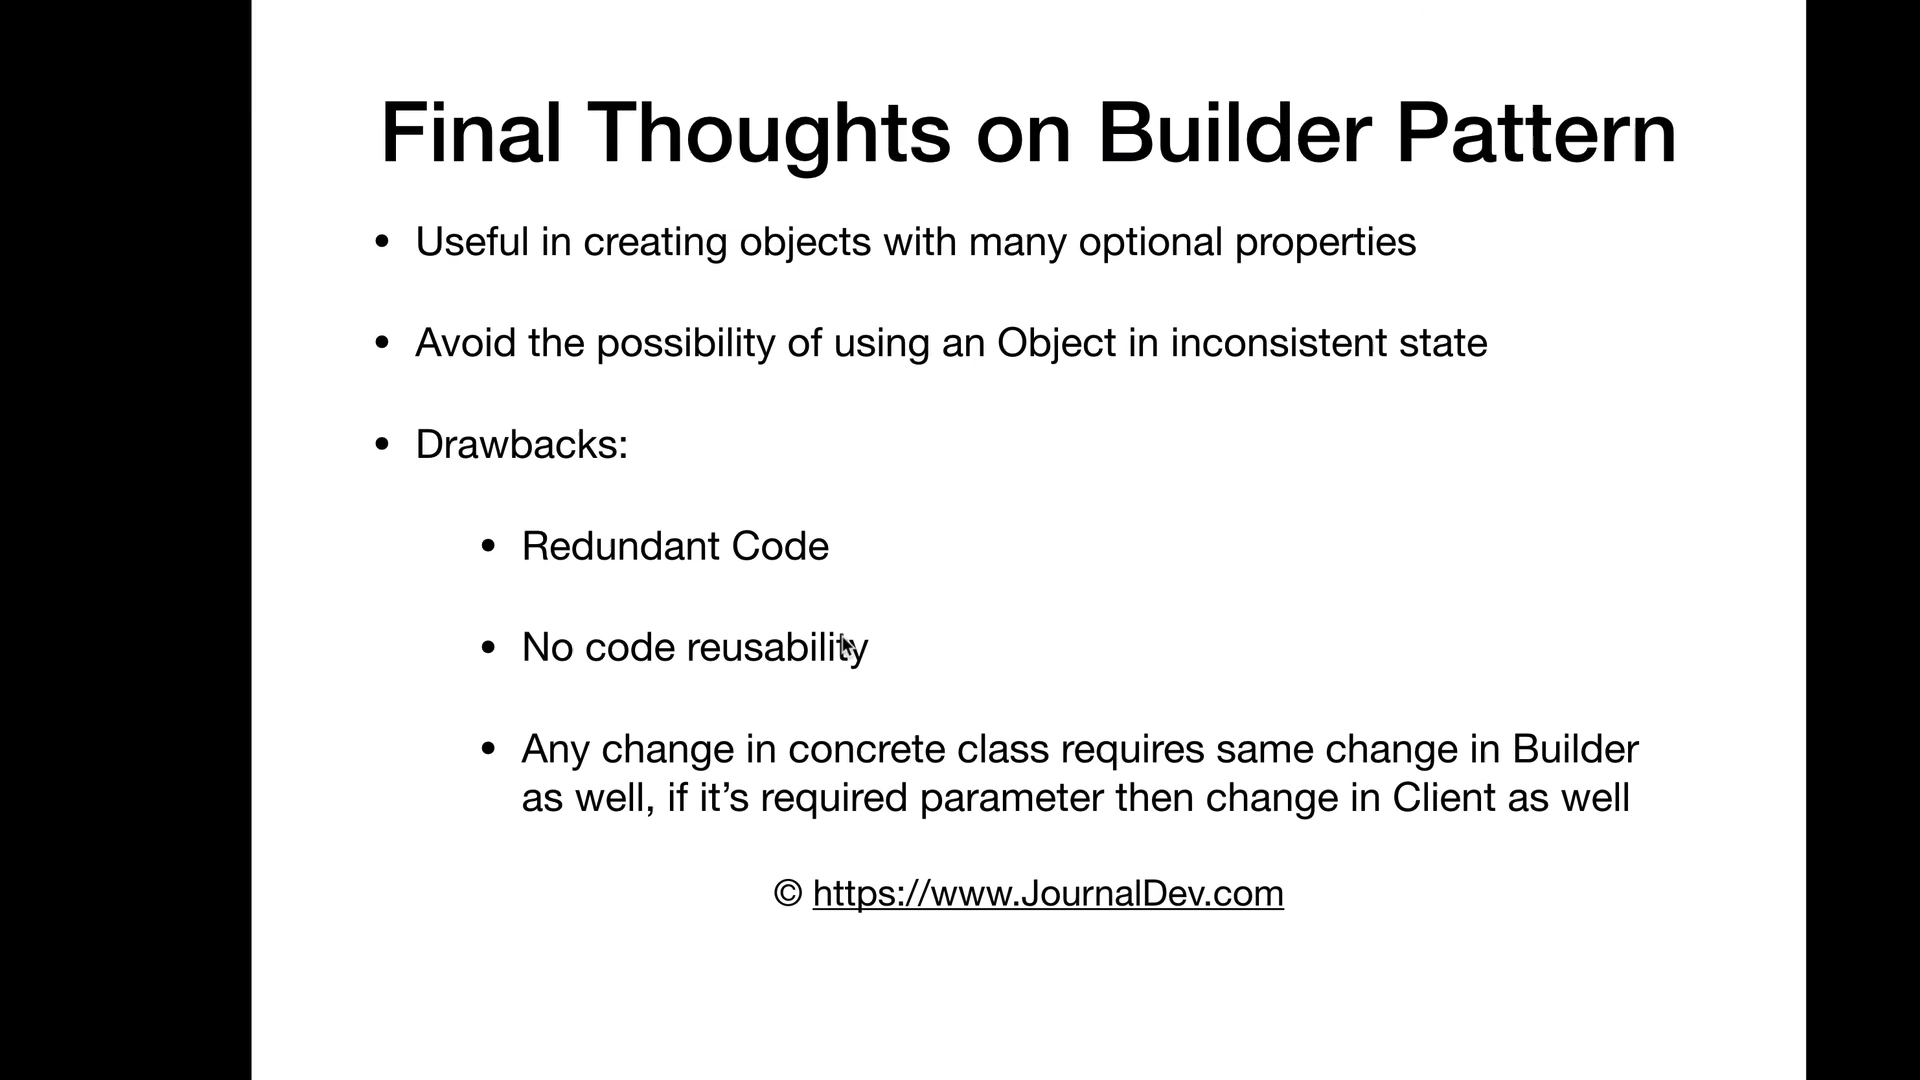 Final Thoughts on Builder Pattern
• Useful in creating objects with many optional properties
• Avoid the possibility of using an Object in inconsistent state
• Drawbacks:
• Redundant Code
• No code reusability
• Any change in concrete class requires same change in Builder
as well, if it’s required parameter then change in Client as well
© https://www.JournalDev.com